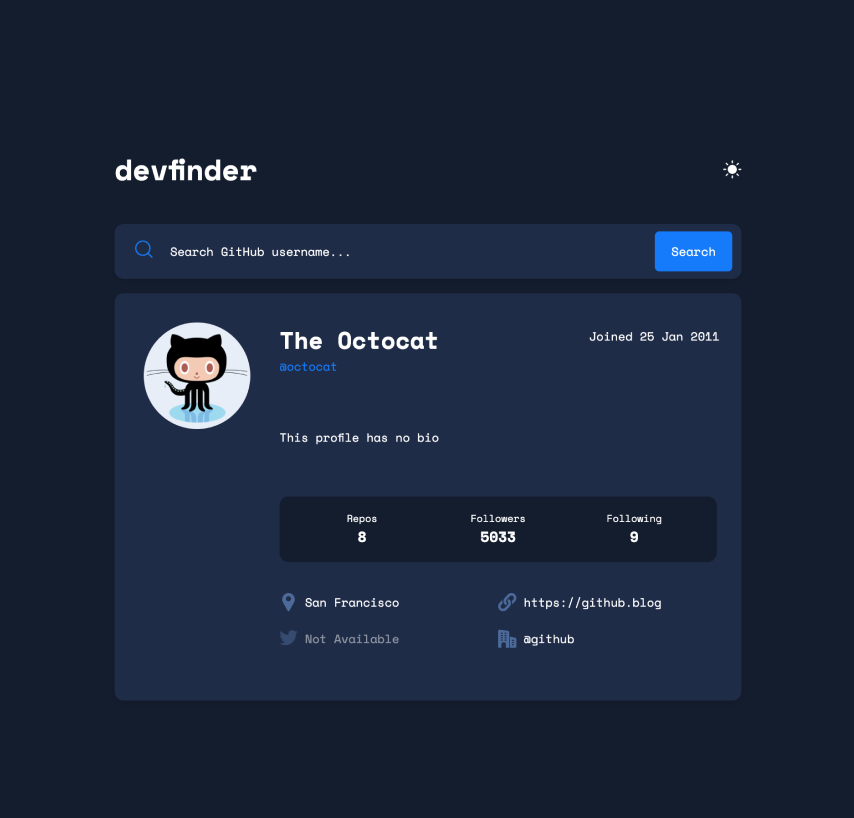 devfinder
Search GitHub username...
Search
The Octocat
Joined 25 Jan 2011
@octocat
This profile has no bio
Repos
8
Followers
5033
Following
9
San Francisco
https://github.blog
Not Available
@github